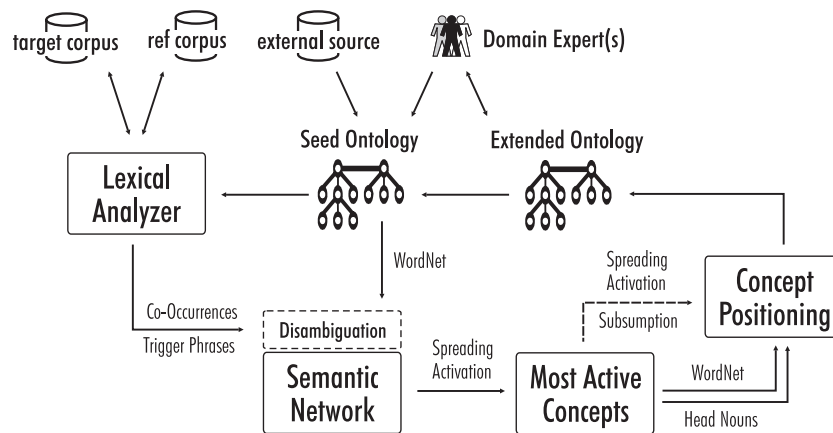 target corpus
ref corpus
external source
Domain Expert(s)
Seed Ontology
Extended Ontology
Lexical
Analyzer
WordNet
Spreading
Activation
Subsumption
Concept
Positioning
Co-Occurrences
Trigger Phrases
Disambiguation
Semantic
Network
Spreading
Activation
Most Active
Concepts
WordNet
Head Nouns